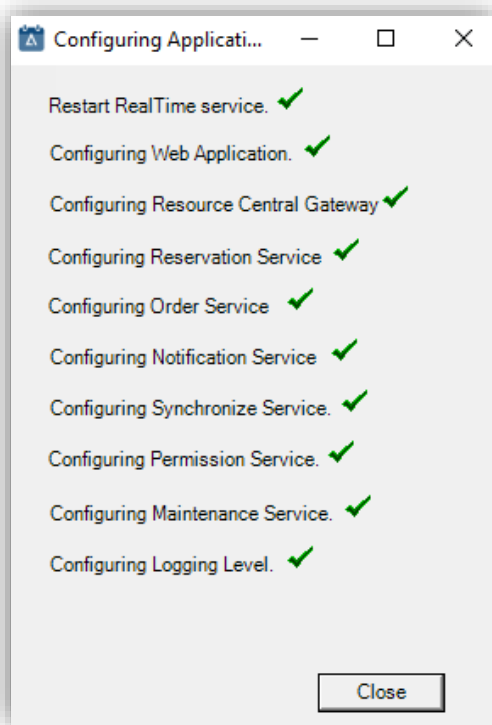 Configuring Applicati...
Restart RealTime service.
Configuring Web Application.
Configuring Resource Central Gateway
Configuring Reservation Service
Configuring Order Service
Configuring Notification Service
Configuring Synchronize Service.
Configuring Permission Service.
Configuring Maintenance Service.
Configuring Logging Level.
Close